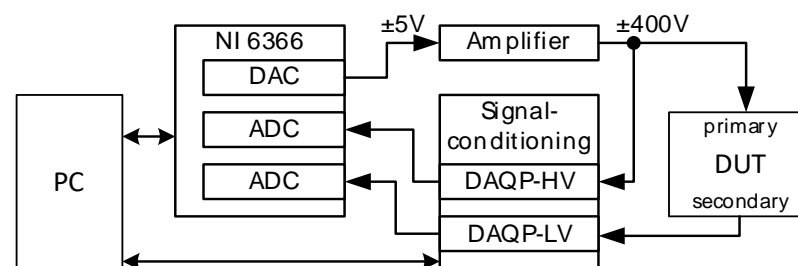 NI 6366
±5V
Amplifier
±400V
DAC
Signal-
conditioning
ADC
primary
DUT
secondary
PC
ADC
DAQP-HV
DAQP-LV